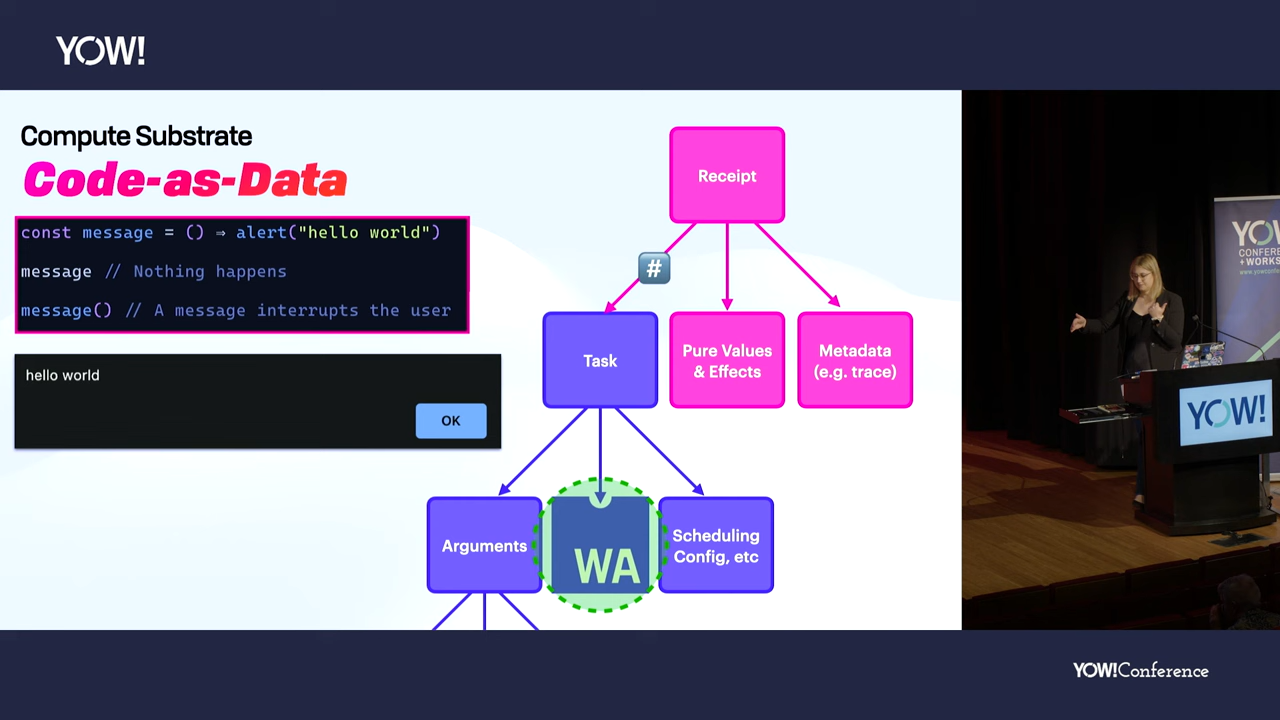 YOW!
Compute Substrate
Code-as-Data
const message = () ⇒ alert("hello world")
message // Nothing happens
message() // A message interrupts the user
hello world
OK
Receipt
#
Task
Pure Values
& Effects
Metadata
(e.g. trace)
Arguments
WA
Scheduling
Config, etc
YOW!
YOW!Conference